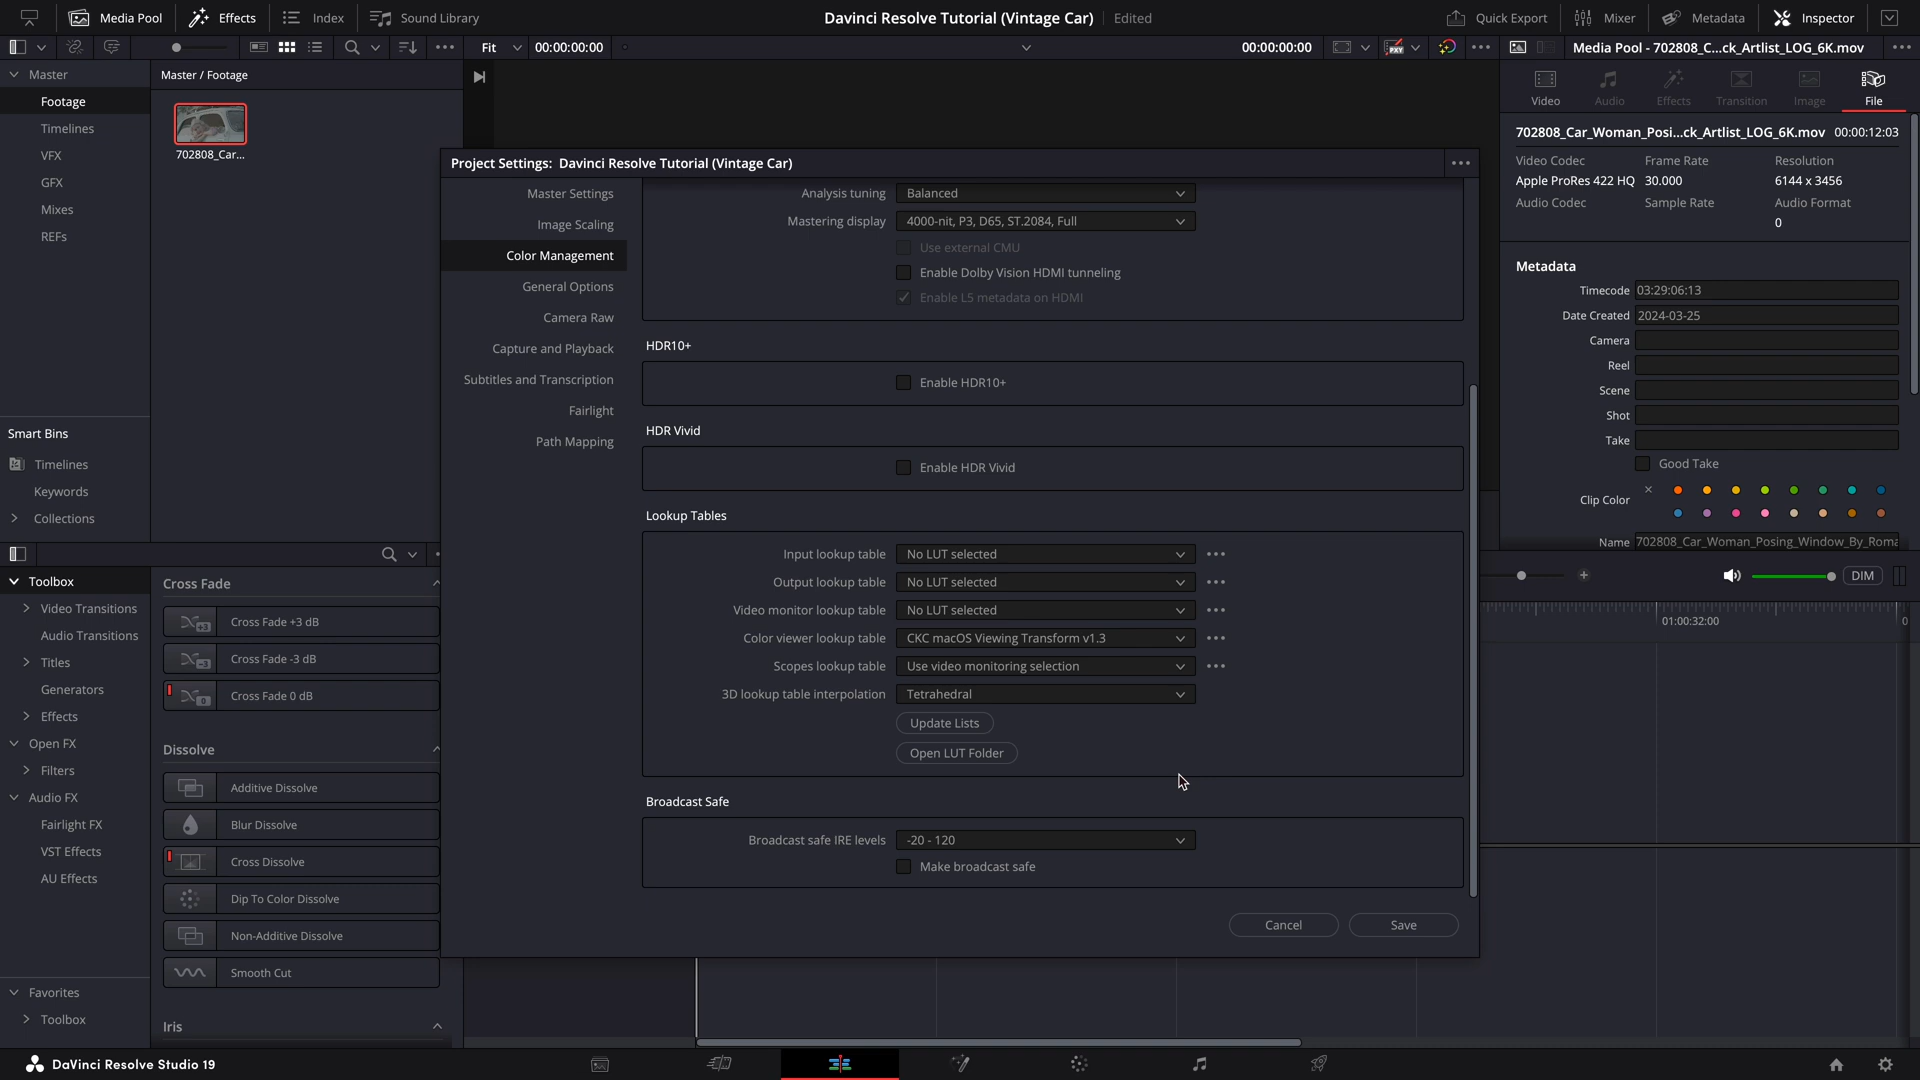 Media Pool
Effects
Index
Sound Library
Davinci Resolve Tutorial (Vintage Car)
Edited
Quick Export
Mixer
Metadata
Inspector
Fit
00:00:00:00
00:00:00:00
Media Pool - 702808_C...ck_Artlist_LOG_6K.mov
Master
Footage
Timelines
VFX
GFX
Mixes
REFs
Master / Footage
702808_Car...
Smart Bins
Timelines
Keywords
Collections
Toolbox
Video Transitions
Audio Transitions
Titles
Generators
Effects
Open FX
Filters
Audio FX
Fairlight FX
VST Effects
AU Effects
Favorites
Toolbox
Cross Fade
+3
Cross Fade +3 dB
-3
Cross Fade -3 dB
0
Cross Fade 0 dB
Dissolve
Additive Dissolve
Blur Dissolve
Cross Dissolve
Dip To Color Dissolve
Non-Additive Dissolve
Smooth Cut
Iris
Project Settings: Davinci Resolve Tutorial (Vintage Car)
Master Settings
Image Scaling
Color Management
General Options
Camera Raw
Capture and Playback
Subtitles and Transcription
Fairlight
Path Mapping
Analysis tuning Balanced
Mastering display 4000-nit, P3, D65, ST.2084, Full
Use external CMU
Enable Dolby Vision HDMI tunneling
Enable L5 metadata on HDMI
HDR10+
Enable HDR10+
HDR Vivid
Enable HDR Vivid
Lookup Tables
Input lookup table No LUT selected
Output lookup table No LUT selected
Video monitor lookup table No LUT selected
Color viewer lookup table CKC macOS Viewing Transform v1.3
Scopes lookup table Use video monitoring selection
3D lookup table interpolation Tetrahedral
Update Lists
Open LUT Folder
Broadcast Safe
Broadcast safe IRE levels -20 - 120
Make broadcast safe
Cancel
Save
Video
Audio
Effects
Transition
Image
File
702808_Car_Woman_Posi...ck_Artlist_LOG_6K.mov 00:00:12:03
Video Codec Frame Rate Resolution
Apple ProRes 422 HQ 30.000 6144 x 3456
Audio Codec Sample Rate Audio Format
0
Metadata
Timecode 03:29:06:13
Date Created 2024-03-25
Camera
Reel
Scene
Shot
Take
Good Take
Clip Color
Name 702808_Car_Woman_Posing_Window_By_Roma
DIM
01:00:32:00
0
DaVinci Resolve Studio 19